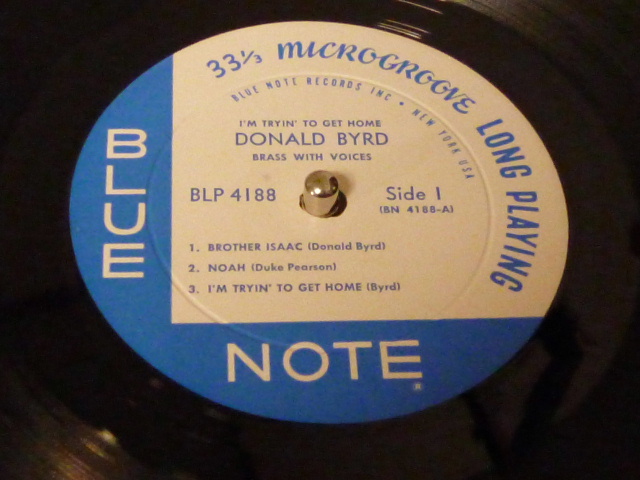 33⅓ MICROGROOVE LONG PLAYING
BLUE NOTE RECORDS INC • NEW YORK USA
I'M TRYIN' TO GET HOME
DONALD BYRD
BRASS WITH VOICES
BLP 4188
Side 1
(BN 4188-A)
1. BROTHER ISAAC (Donald Byrd)
2. NOAH (Duke Pearson)
3. I'M TRYIN' TO GET HOME (Byrd)
BLUE
NOTE
®